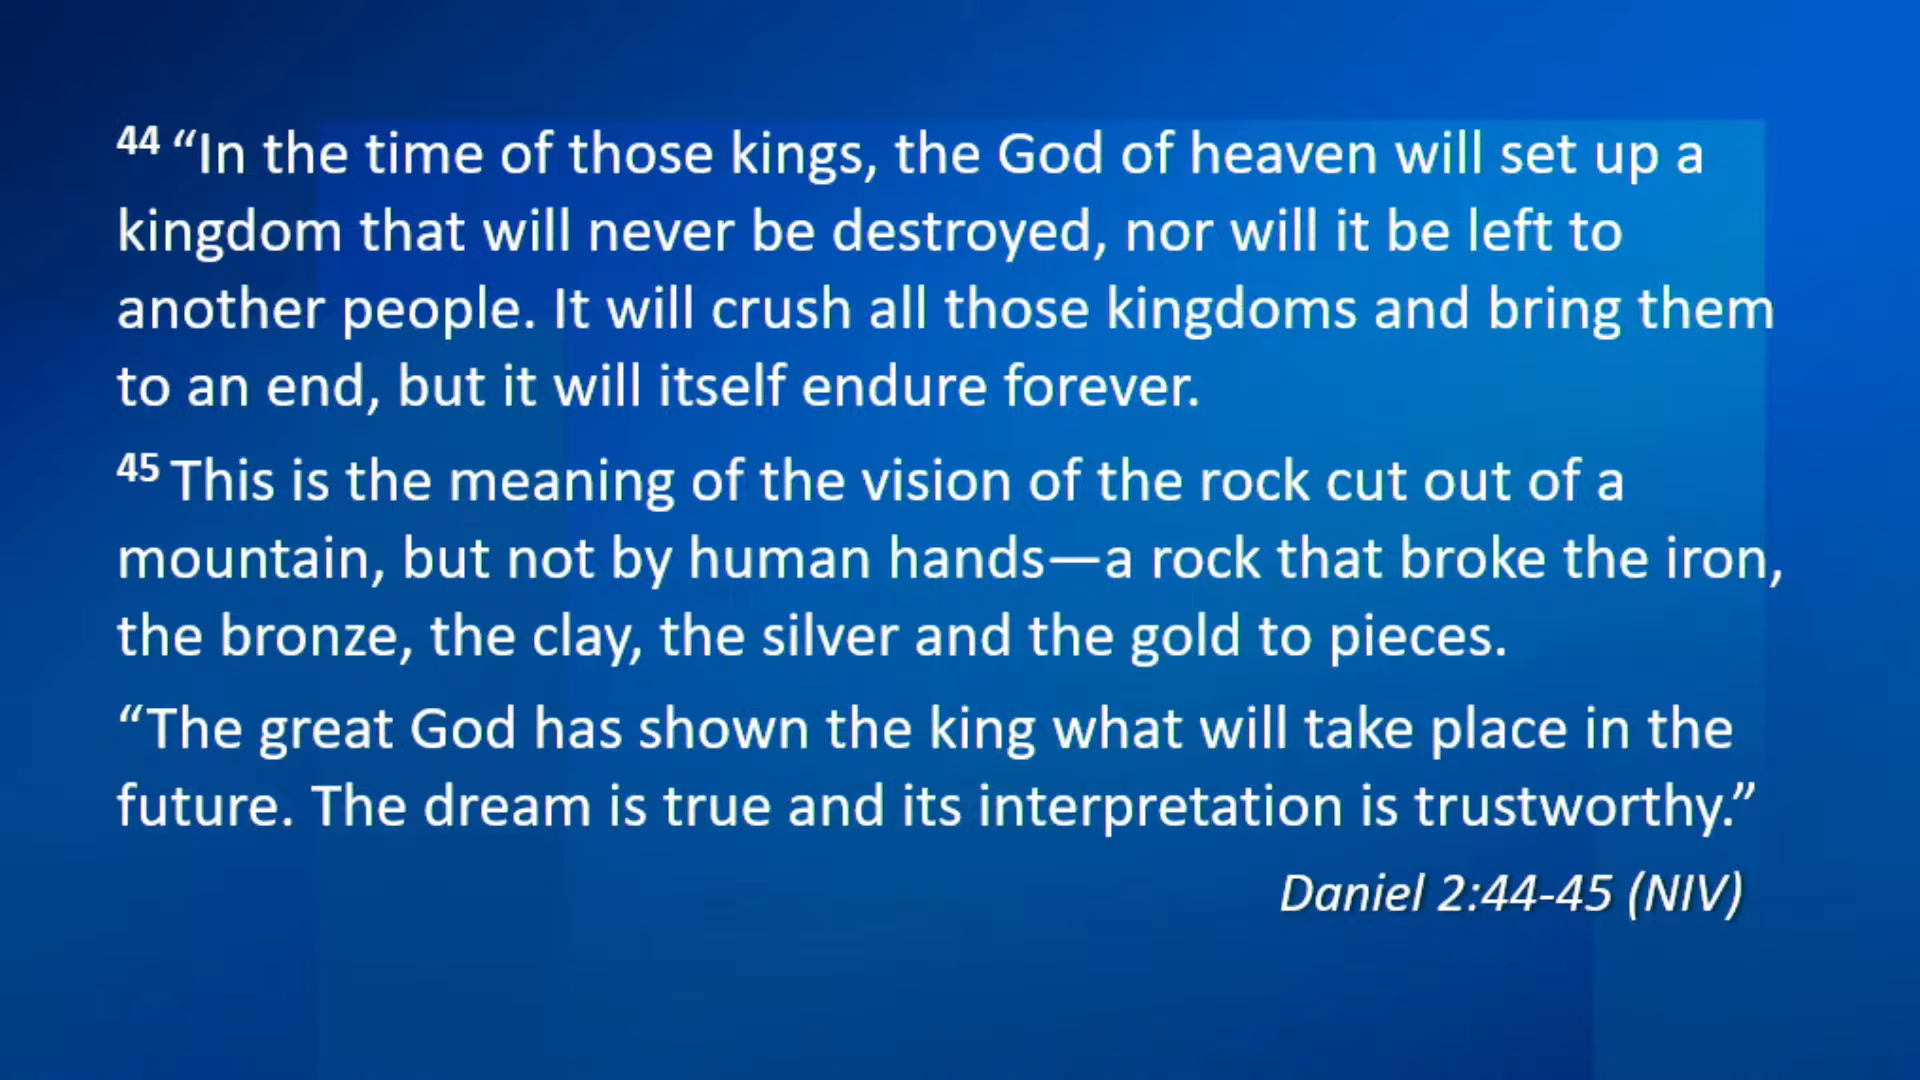 44 “In the time of those kings, the God of heaven will set up a
kingdom that will never be destroyed, nor will it be left to
another people. It will crush all those kingdoms and bring them
to an end, but it will itself endure forever.
45 This is the meaning of the vision of the rock cut out of a
mountain, but not by human hands—a rock that broke the iron,
the bronze, the clay, the silver and the gold to pieces.
“The great God has shown the king what will take place in the
future. The dream is true and its interpretation is trustworthy.”
Daniel 2:44-45 (NIV)